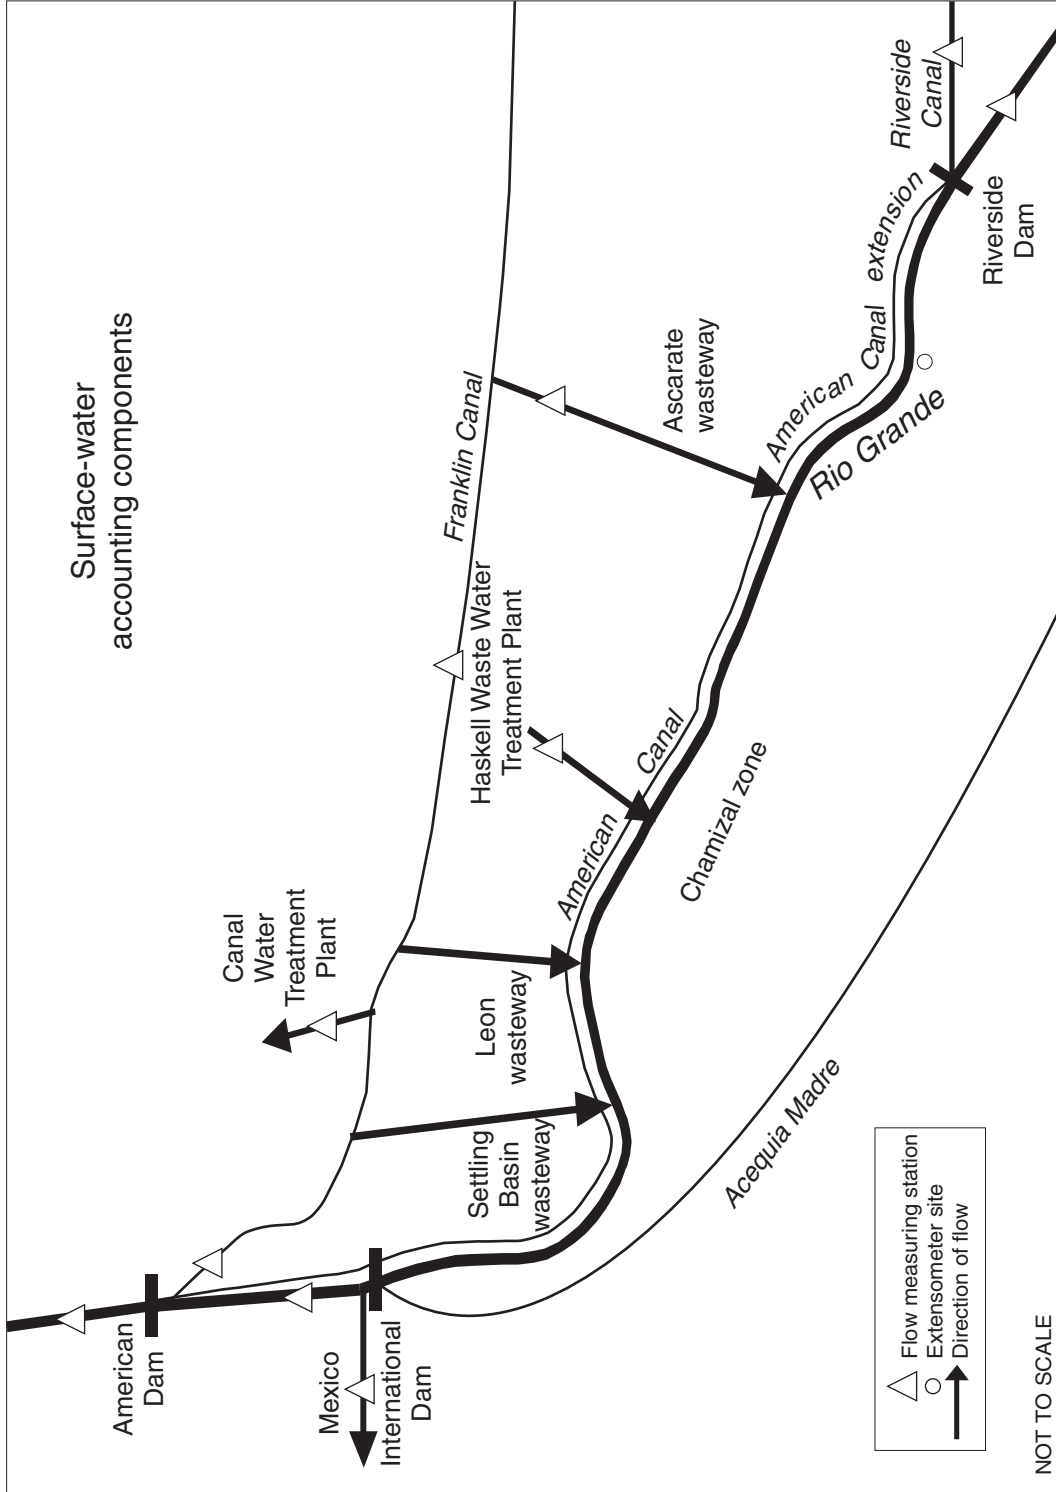 Surface-water
accounting components
American
Dam
Mexico
International
Dam
Canal
Water
Treatment
Plant
Settling
Basin
wasteway
Leon
wasteway
Franklin Canal
Haskell Waste Water
Treatment Plant
Ascarate
wasteway
American Canal
American Canal extension
Rio Grande
Riverside
Canal
Riverside
Dam
Chamizal zone
Acequia Madre
Flow measuring station
Extensometer site
Direction of flow
NOT TO SCALE